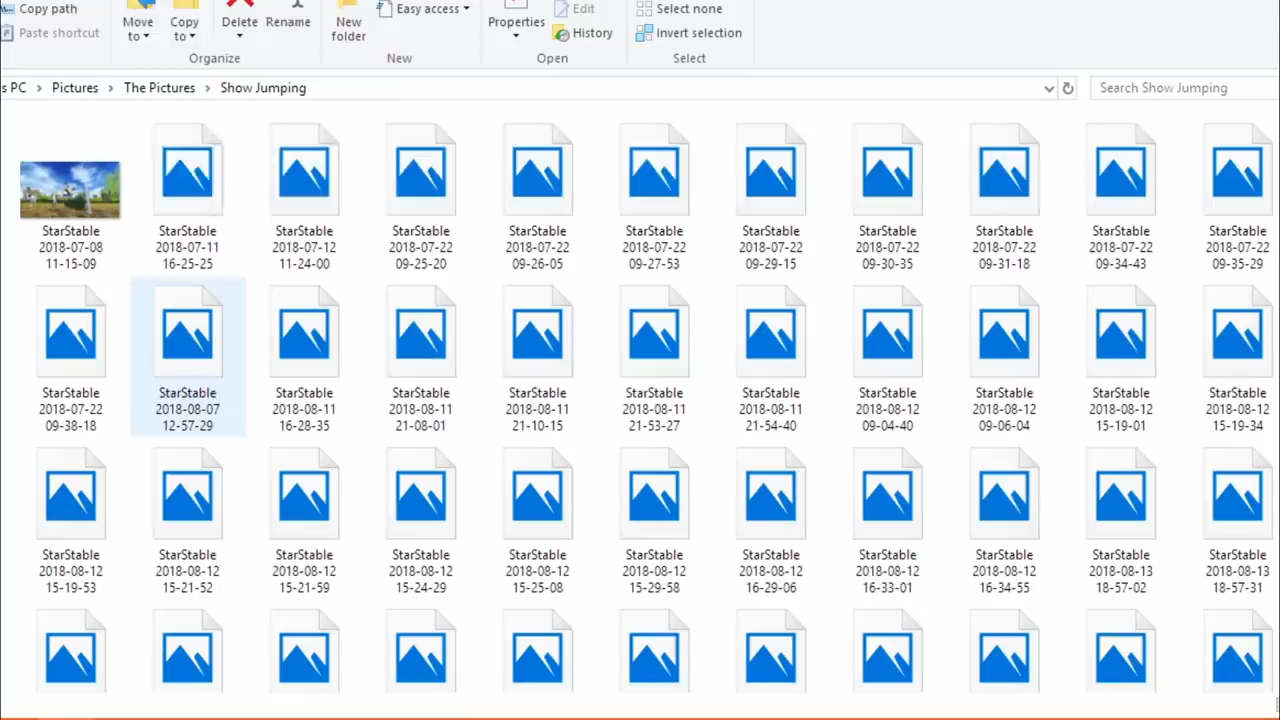 Copy path
Paste shortcut
Move to
Copy to
Delete
Rename
Organize
New folder
Easy access
New
Properties
Edit
History
Open
Select none
Invert selection
Select
s PC > Pictures > The Pictures > Show Jumping
Search Show Jumping
StarStable 2018-07-08 11-15-09
StarStable 2018-07-11 16-25-25
StarStable 2018-07-12 11-24-00
StarStable 2018-07-22 09-25-20
StarStable 2018-07-22 09-26-05
StarStable 2018-07-22 09-27-53
StarStable 2018-07-22 09-29-15
StarStable 2018-07-22 09-30-35
StarStable 2018-07-22 09-31-18
StarStable 2018-07-22 09-34-43
StarStable 2018-07-22 09-35-29
StarStable 2018-07-22 09-38-18
StarStable 2018-08-07 12-57-29
StarStable 2018-08-11 16-28-35
StarStable 2018-08-11 21-08-01
StarStable 2018-08-11 21-10-15
StarStable 2018-08-11 21-53-27
StarStable 2018-08-11 21-54-40
StarStable 2018-08-12 09-04-40
StarStable 2018-08-12 09-06-04
StarStable 2018-08-12 15-19-01
StarStable 2018-08-12 15-19-34
StarStable 2018-08-12 15-19-53
StarStable 2018-08-12 15-21-52
StarStable 2018-08-12 15-21-59
StarStable 2018-08-12 15-24-29
StarStable 2018-08-12 15-25-08
StarStable 2018-08-12 15-29-58
StarStable 2018-08-12 16-29-06
StarStable 2018-08-12 16-33-01
StarStable 2018-08-12 16-34-55
StarStable 2018-08-13 18-57-02
StarStable 2018-08-13 18-57-31